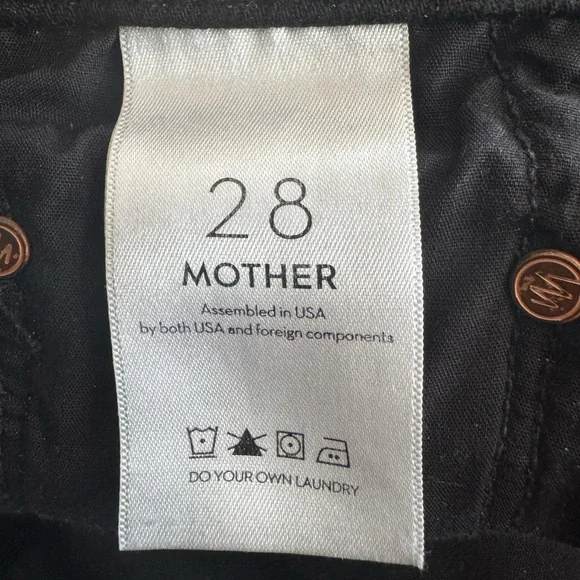 28
MOTHER
Assembled in USA
by both USA and foreign components
DO YOUR OWN LAUNDRY